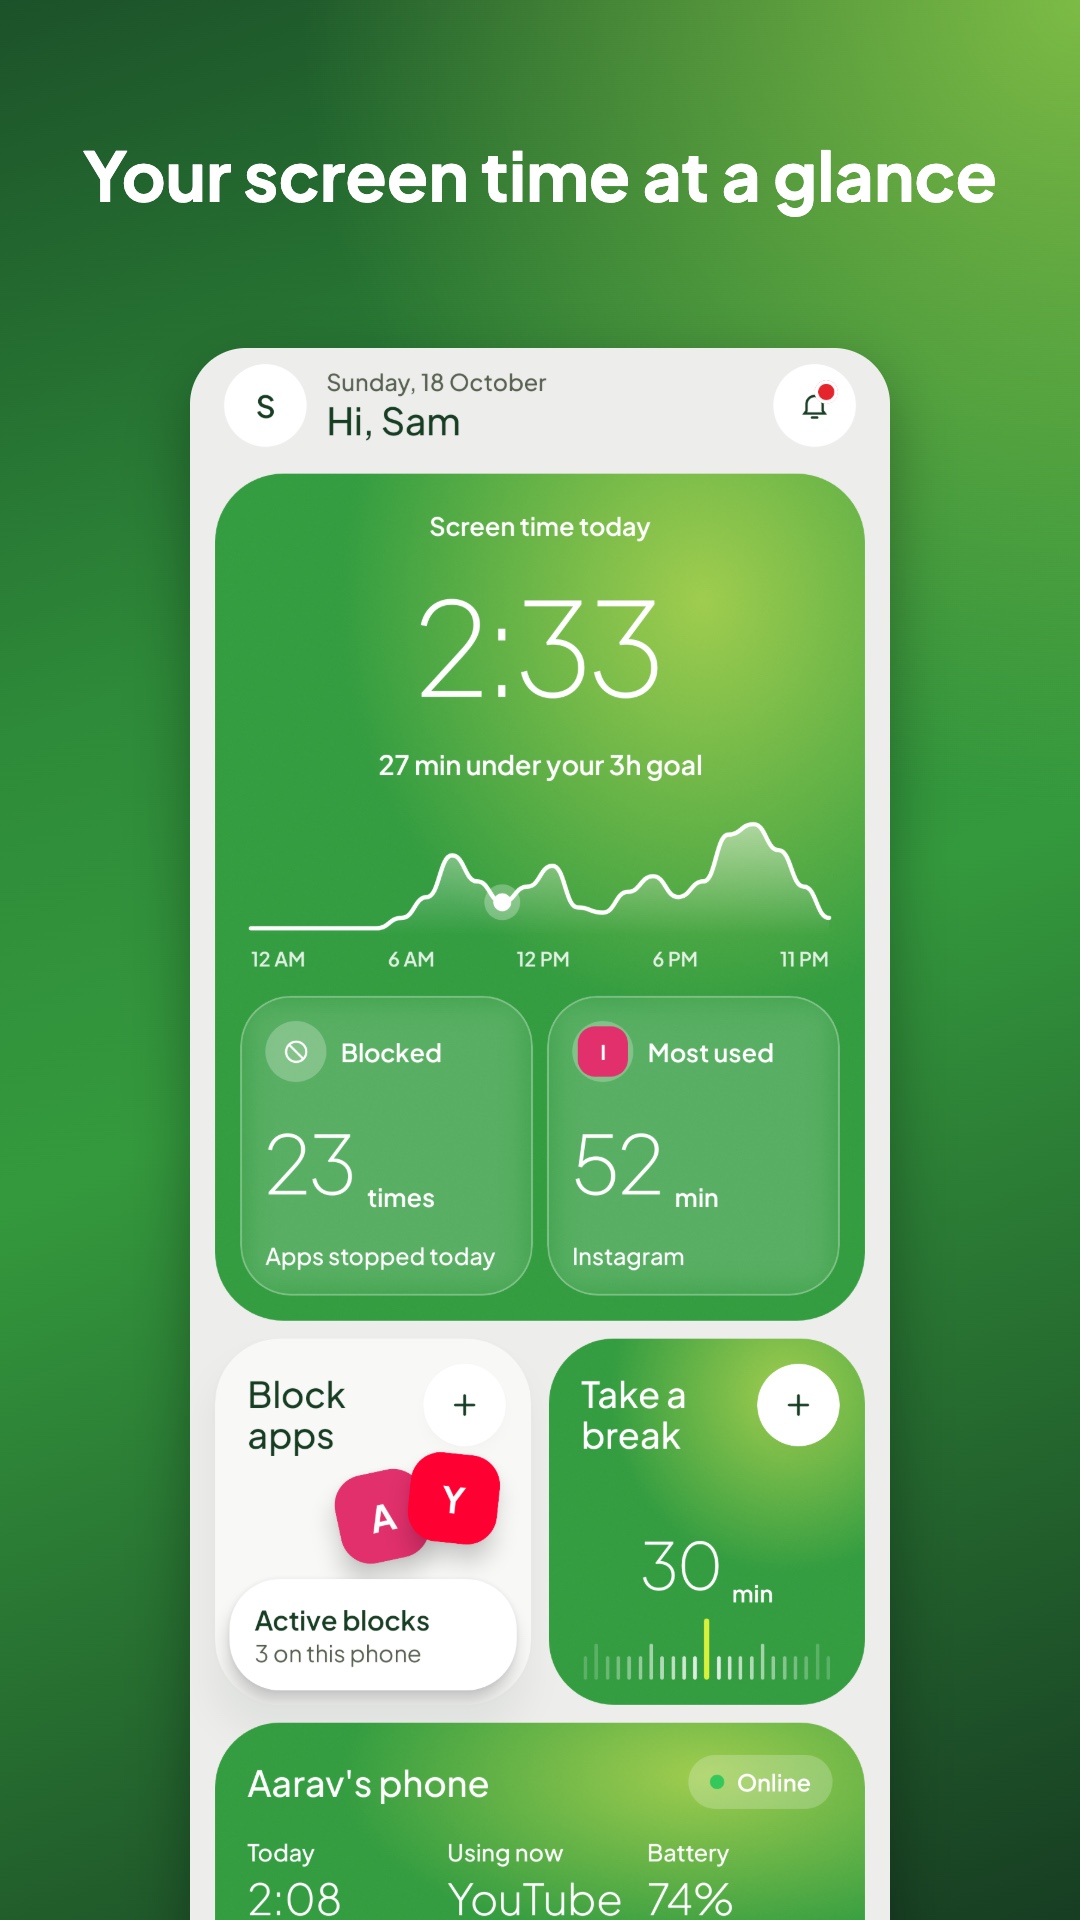 Your screen time at a glance
S
Sunday, 18 October
Hi, Sam
Screen time today
2:33
27 min under your 3h goal
12 AM 6 AM 12 PM 6 PM 11 PM
Blocked
23 times
Apps stopped today
I
Most used
52 min
Instagram
Block
apps
A Y
Active blocks
3 on this phone
Take a
break
30 min
Aarav's phone
Online
Today Using now Battery
2:08 YouTube 74%